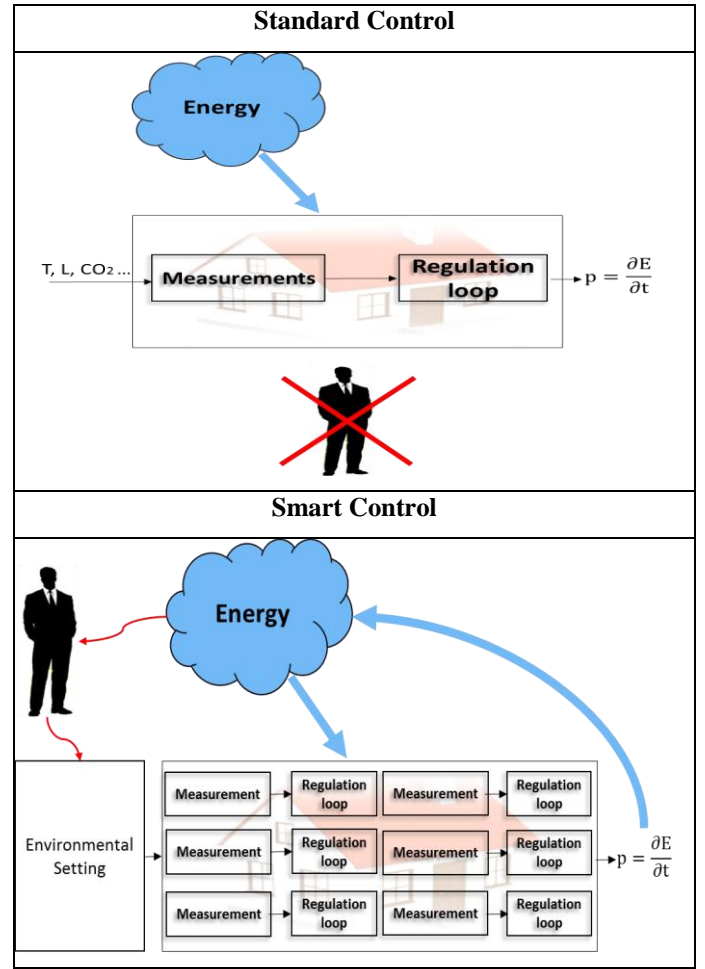 Standard Control
Energy
T, L, CO₂ ...
Measurements
Regulation
loop
p = ∂E/∂t
Smart Control
Energy
Environmental
Setting
Measurement
Regulation
loop
Measurement
Regulation
loop
Measurement
Regulation
loop
Measurement
Regulation
loop
Measurement
Regulation
loop
Measurement
Regulation
loop
p = ∂E/∂t